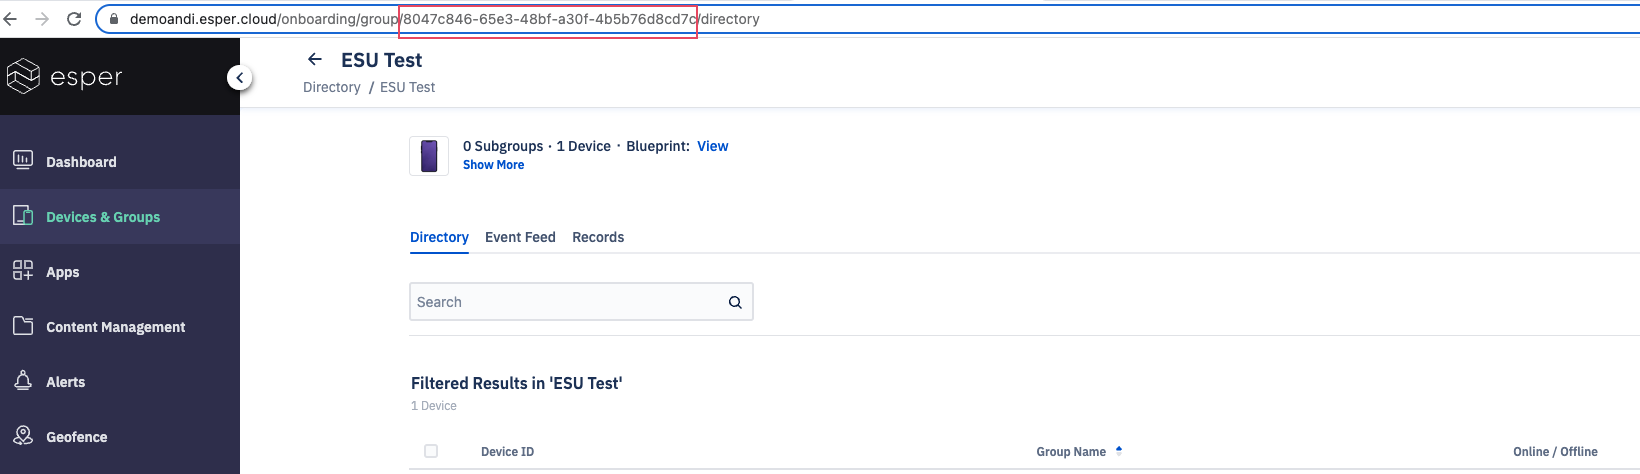 demoandi.esper.cloud/onboarding/group/8047c846-65e3-48bf-a30f-4b5b76d8cd7c/directory
esper
ESU Test
Directory / ESU Test
Dashboard
Devices & Groups
Apps
Content Management
Alerts
Geofence
0 Subgroups · 1 Device · Blueprint: View
Show More
Directory Event Feed Records
Search
Filtered Results in 'ESU Test'
1 Device
Device ID Group Name Online / Offline